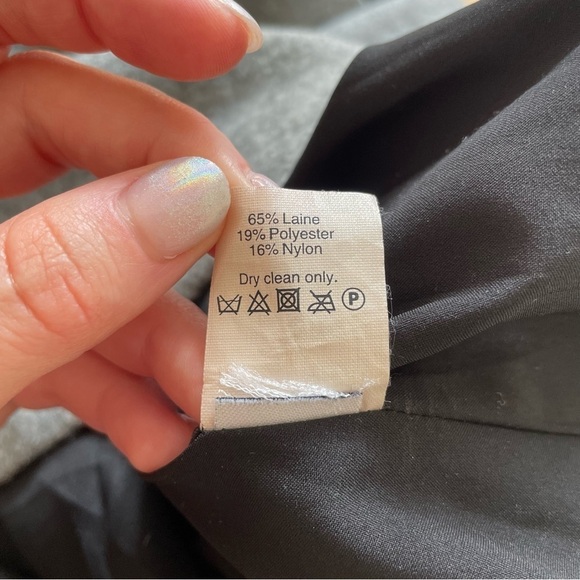 65% Laine
19% Polyester
16% Nylon
Dry clean only.
P